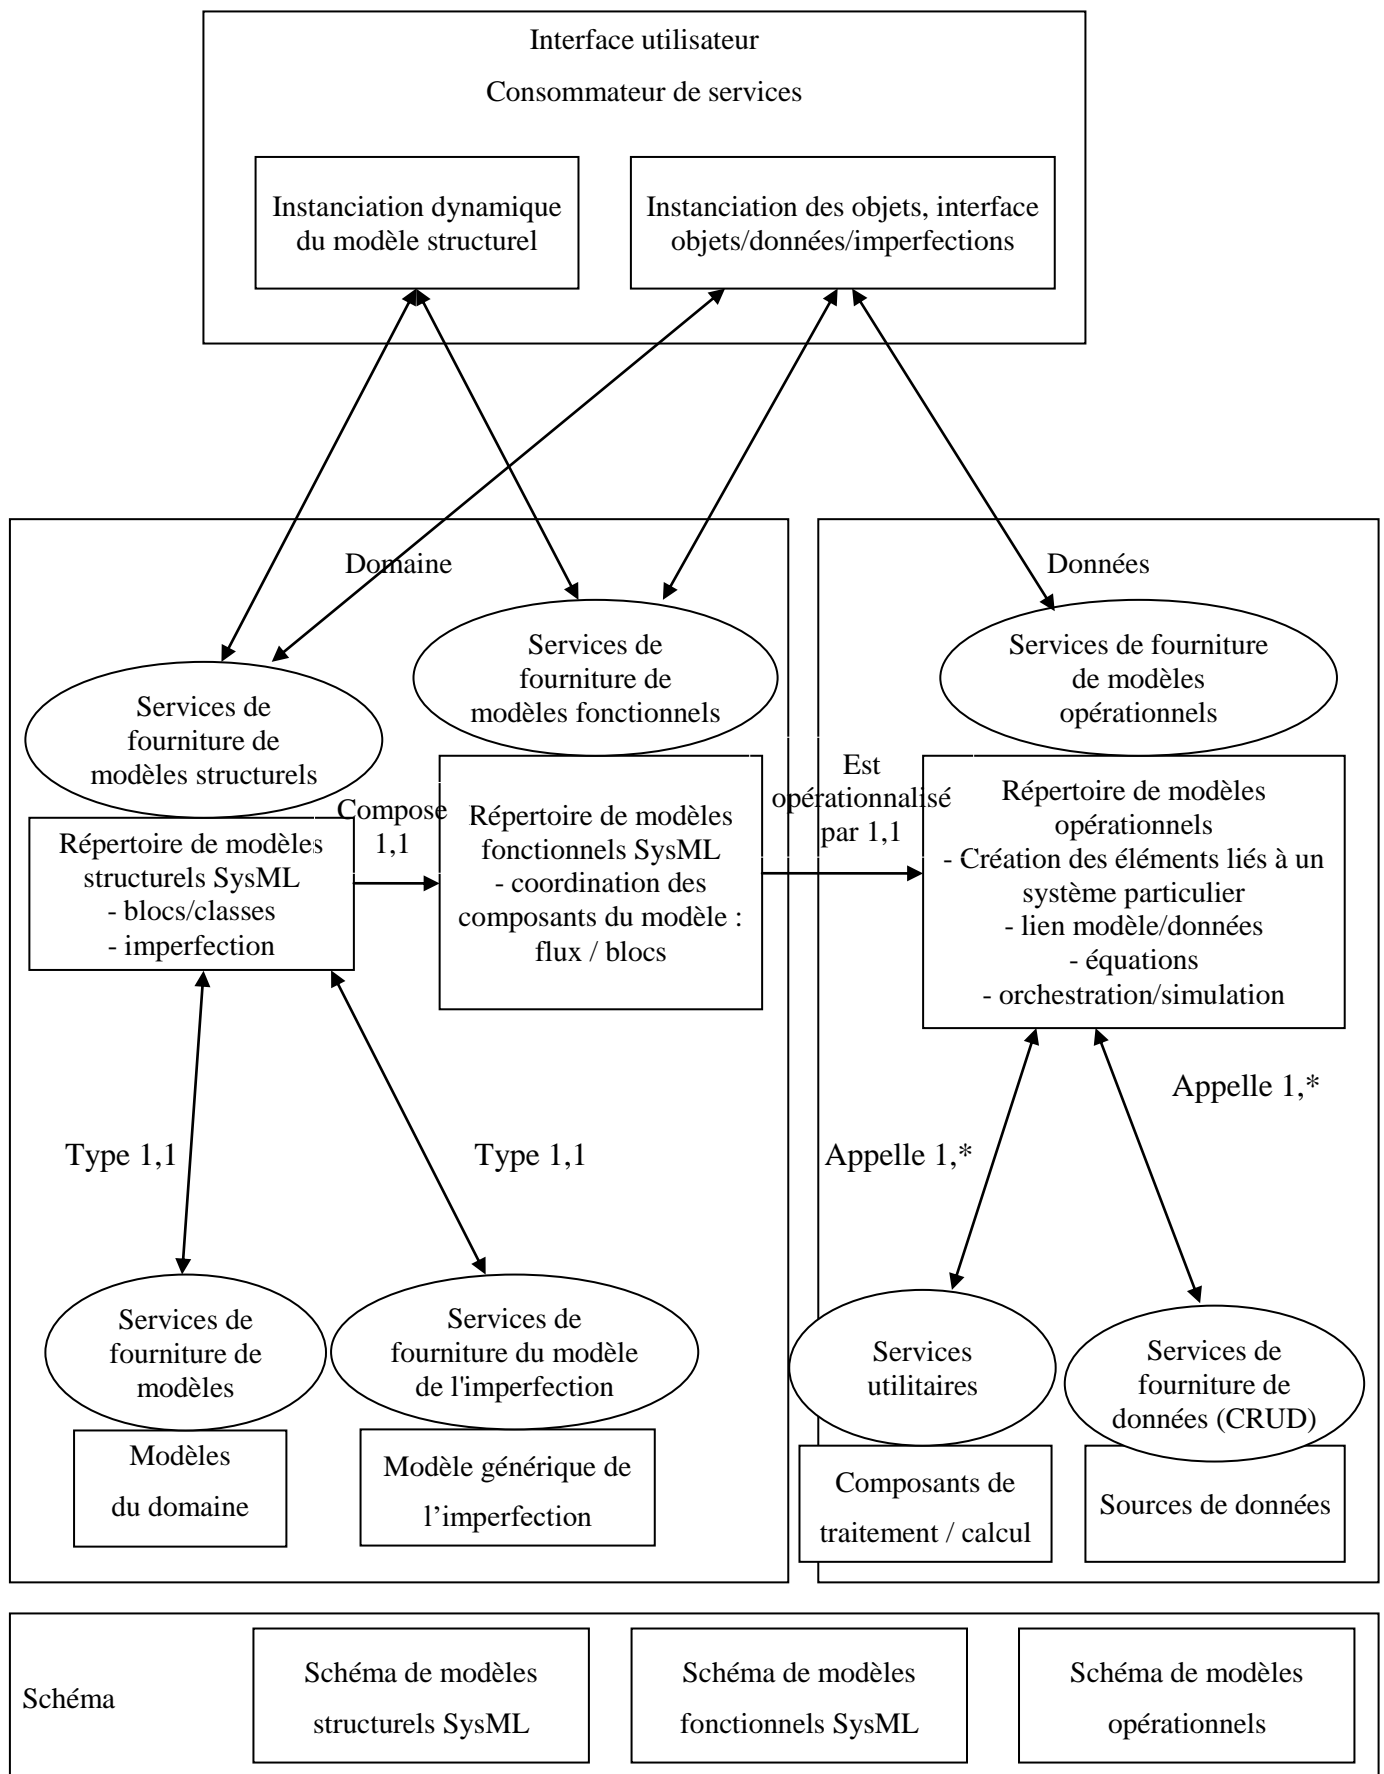 Interface utilisateur
Consommateur de services
Instanciation dynamique
du modèle structurel
Instanciation des objets, interface
objets/données/imperfections
Domaine
Données
Services de
fourniture de
modèles structurels
Services de
fourniture de
modèles fonctionnels
Services de fourniture
de modèles
opérationnels
Compose
1,1
Est
opérationnalisé
par 1,1
Répertoire de modèles
structurels SysML
- blocs/classes
- imperfection
Répertoire de modèles
fonctionnels SysML
- coordination des
composants du modèle :
flux / blocs
Répertoire de modèles
opérationnels
- Création des éléments liés à un
système particulier
- lien modèle/données
- équations
- orchestration/simulation
Type 1,1
Type 1,1
Appelle 1,*
Appelle 1,*
Services de
fourniture de
modèles
Services de
fourniture du modèle
de l'imperfection
Services
utilitaires
Services de
fourniture de
données (CRUD)
Modèles
du domaine
Modèle générique de
l’imperfection
Composants de
traitement / calcul
Sources de données
Schéma
Schéma de modèles
structurels SysML
Schéma de modèles
fonctionnels SysML
Schéma de modèles
opérationnels